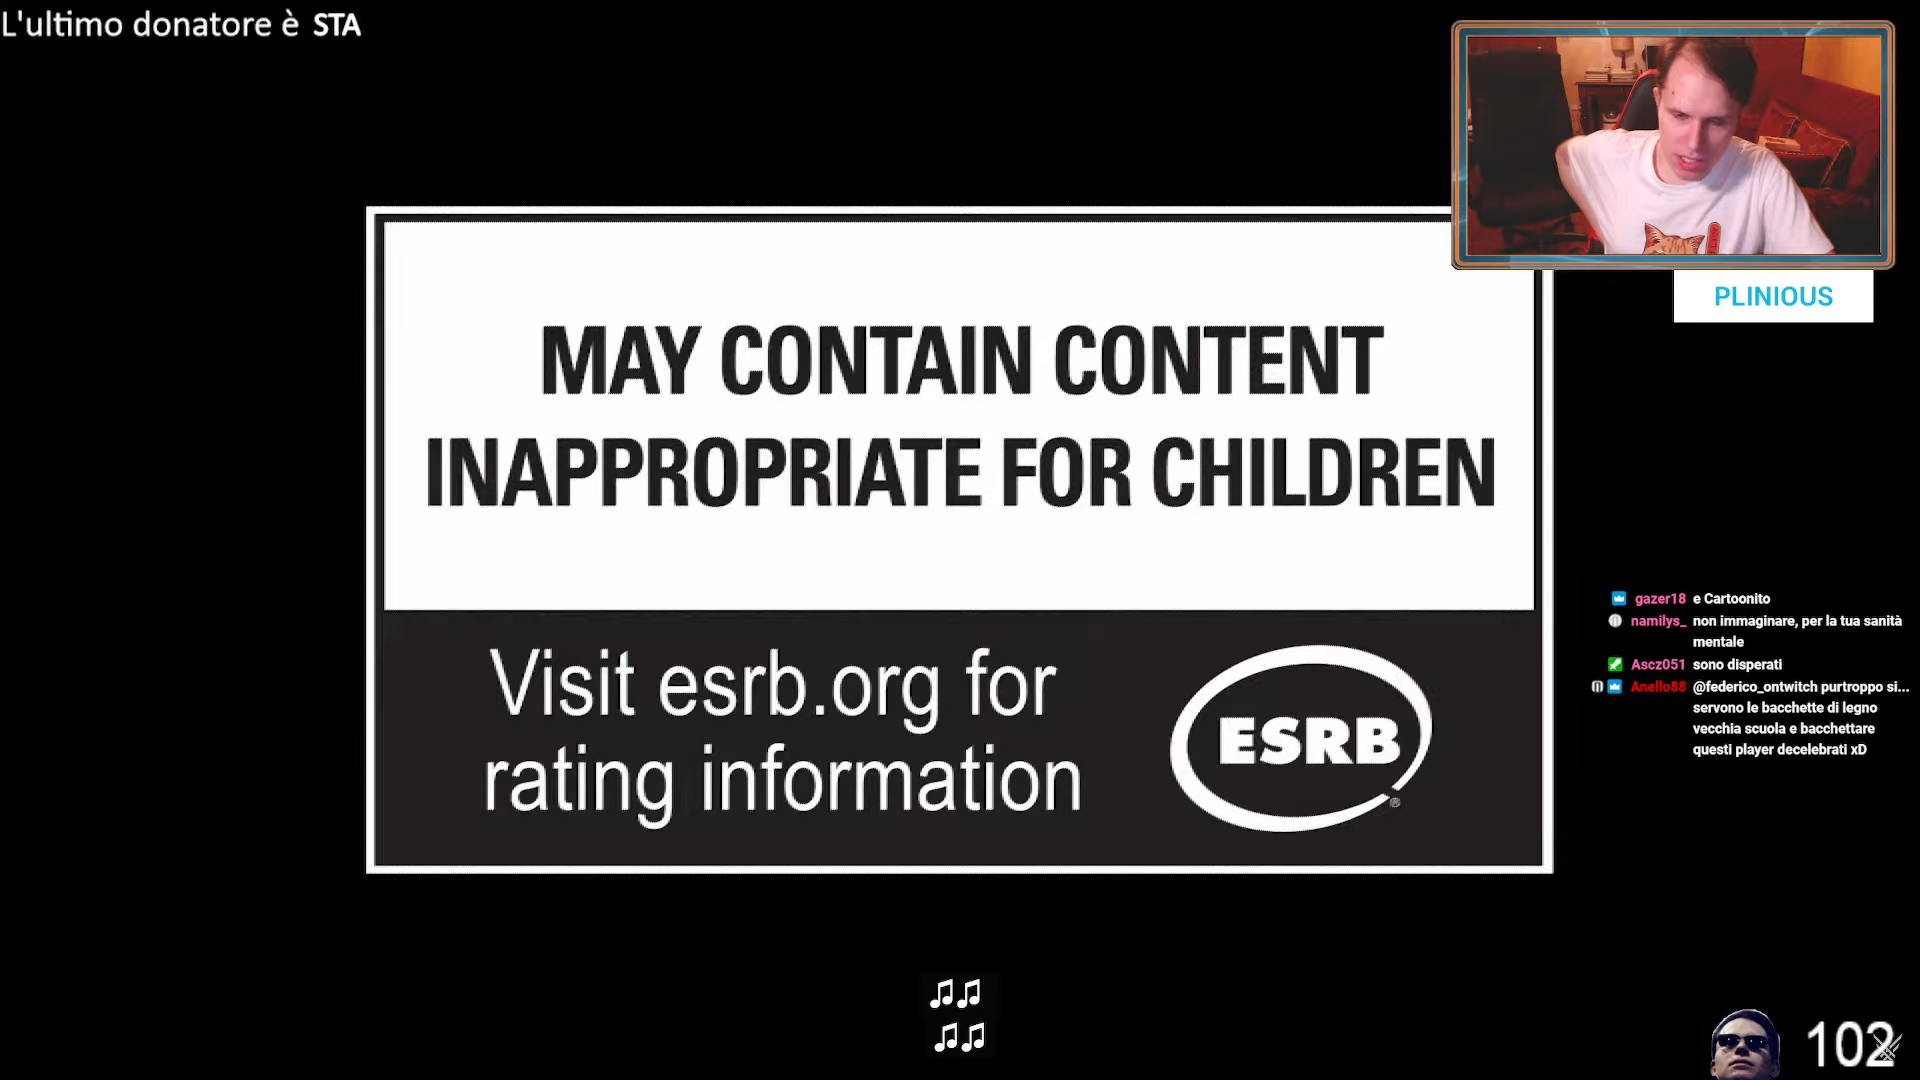 L'ultimo donatore è STA
PLINIOUS
MAY CONTAIN CONTENT
INAPPROPRIATE FOR CHILDREN
Visit esrb.org for
rating information
ESRB
®
gazer18 e Cartoonito
namilys_ non immaginare, per la tua sanità
mentale
Ascz051 sono disperati
Anello88 @federico_ontwitch purtroppo si...
servono le bacchette di legno
vecchia scuola e bacchettare
questi player decelebrati xD
102